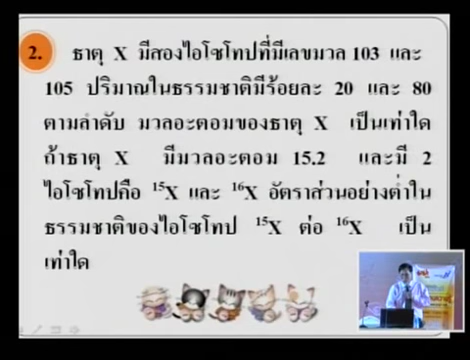 2. ธาตุ X มีสองไอโซโทปที่มีเลขมวล 103 และ
105 ปริมาณในธรรมชาติมีร้อยละ 20 และ 80
ตามลำดับ มวลอะตอมของธาตุ X เป็นเท่าใด
ถ้าธาตุ X มีมวลอะตอม 15.2 และมี 2
ไอโซโทปคือ ¹⁵X และ ¹⁶X อัตราส่วนอย่างต่ำใน
ธรรมชาติของไอโซโทป ¹⁵X ต่อ ¹⁶X เป็น
เท่าใด